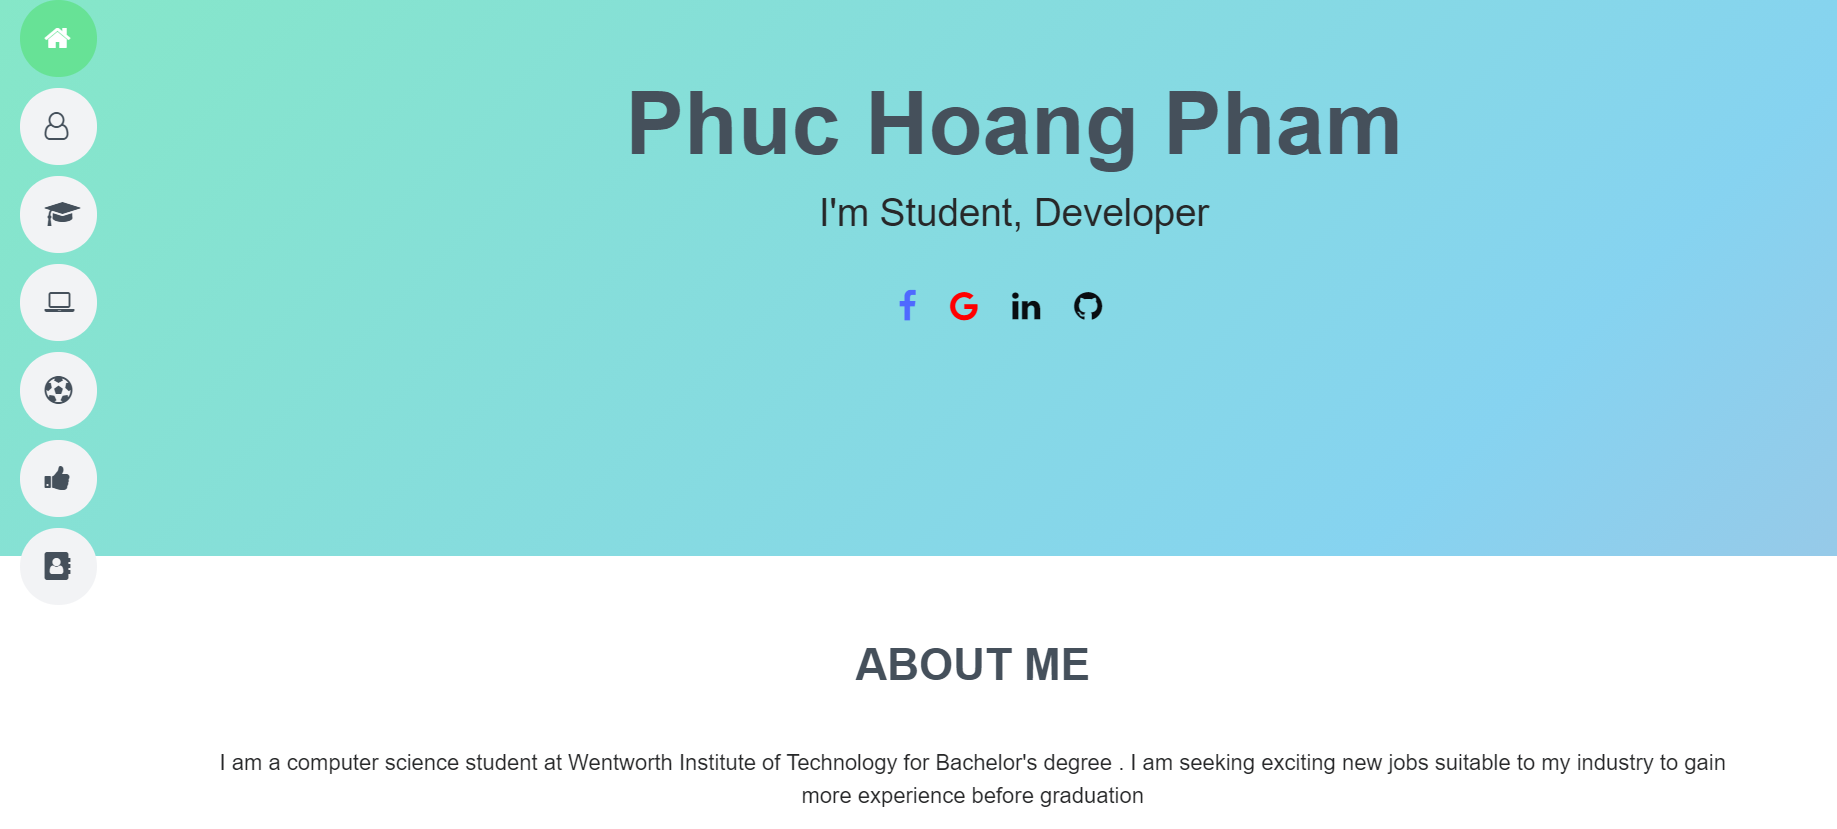 Phuc Hoang Pham
I'm Student, Developer
ABOUT ME
I am a computer science student at Wentworth Institute of Technology for Bachelor's degree . I am seeking exciting new jobs suitable to my industry to gain
more experience before graduation